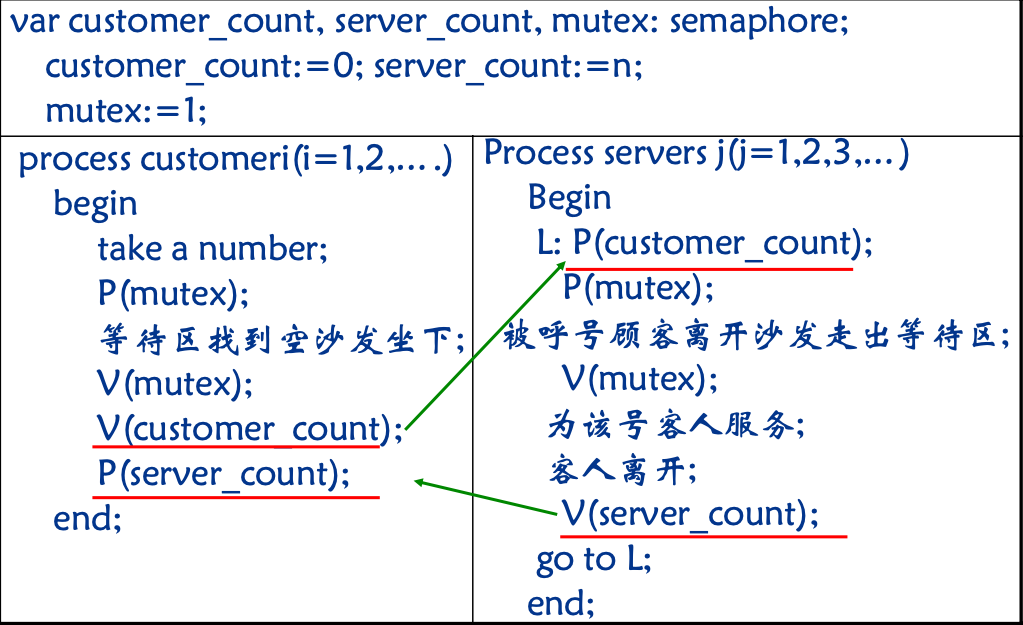 var customer_count, server_count, mutex: semaphore;
customer_count:=0; server_count:=n;
mutex:=1;
process customeri(i=1,2,... .)
begin
take a number;
P(mutex);
等待区找到空沙发坐下;
V(mutex);
V(customer_count);
P(server_count);
end;
Process servers j(j=1,2,3,...)
Begin
L: P(customer_count);
P(mutex);
被呼号顾客离开沙发走出等待区;
V(mutex);
为该号客人服务;
客人离开;
V(server_count);
go to L;
end;